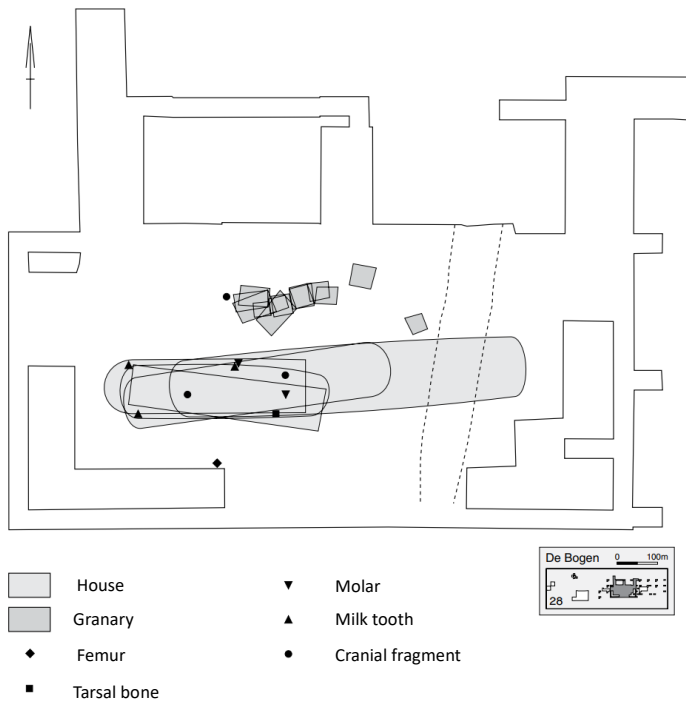 De Bogen 0 100m
28
House
Granary
Femur
Tarsal bone
Molar
Milk tooth
Cranial fragment